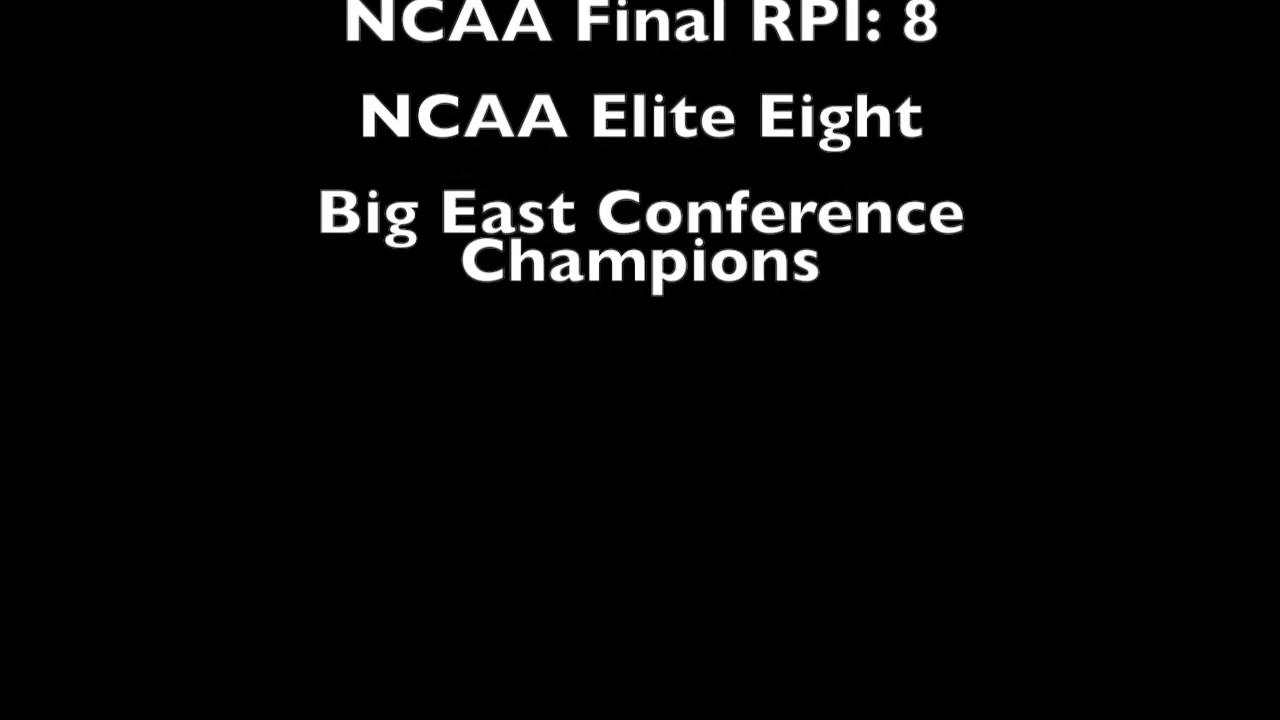 NCAA Final RPI: 8
NCAA Elite Eight
Big East Conference
Champions